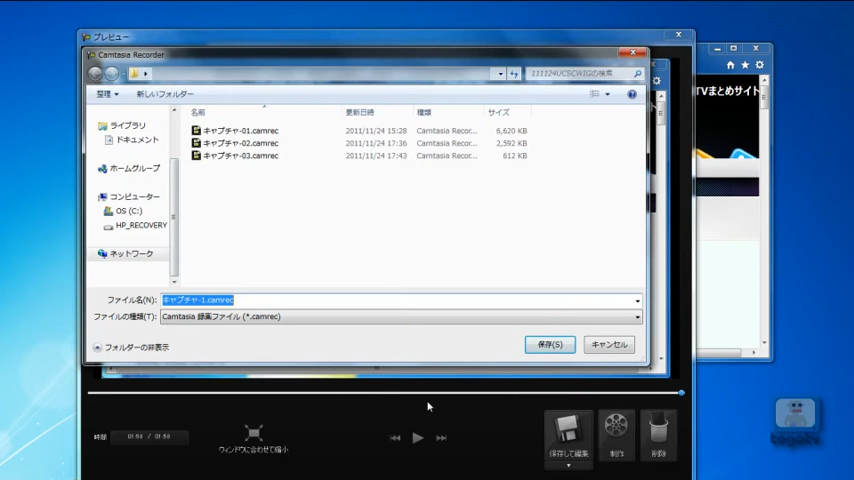 プレビュー
Camtasia Recorder
111124UCSCWIGの検索
整理
新しいフォルダー
TVまとめサイト
名前
更新日時
種類
サイズ
ライブラリ
ドキュメント
ホームグループ
コンピューター
OS (C:)
HP_RECOVERY
ネットワーク
キャプチャ-01.camrec 2011/11/24 15:28 Camtasia Recor... 6,620 KB
キャプチャ-02.camrec 2011/11/24 17:36 Camtasia Recor... 2,592 KB
キャプチャ-03.camrec 2011/11/24 17:43 Camtasia Recor... 612 KB
ファイル名(N): キャプチャ-1.camrec
ファイルの種類(T): Camtasia 録画ファイル (*.camrec)
フォルダーの非表示
保存(S)
キャンセル
時間
01:50 / 01:50
ウィンドウに合わせて縮小
保存して編集
制作
削除
togotv